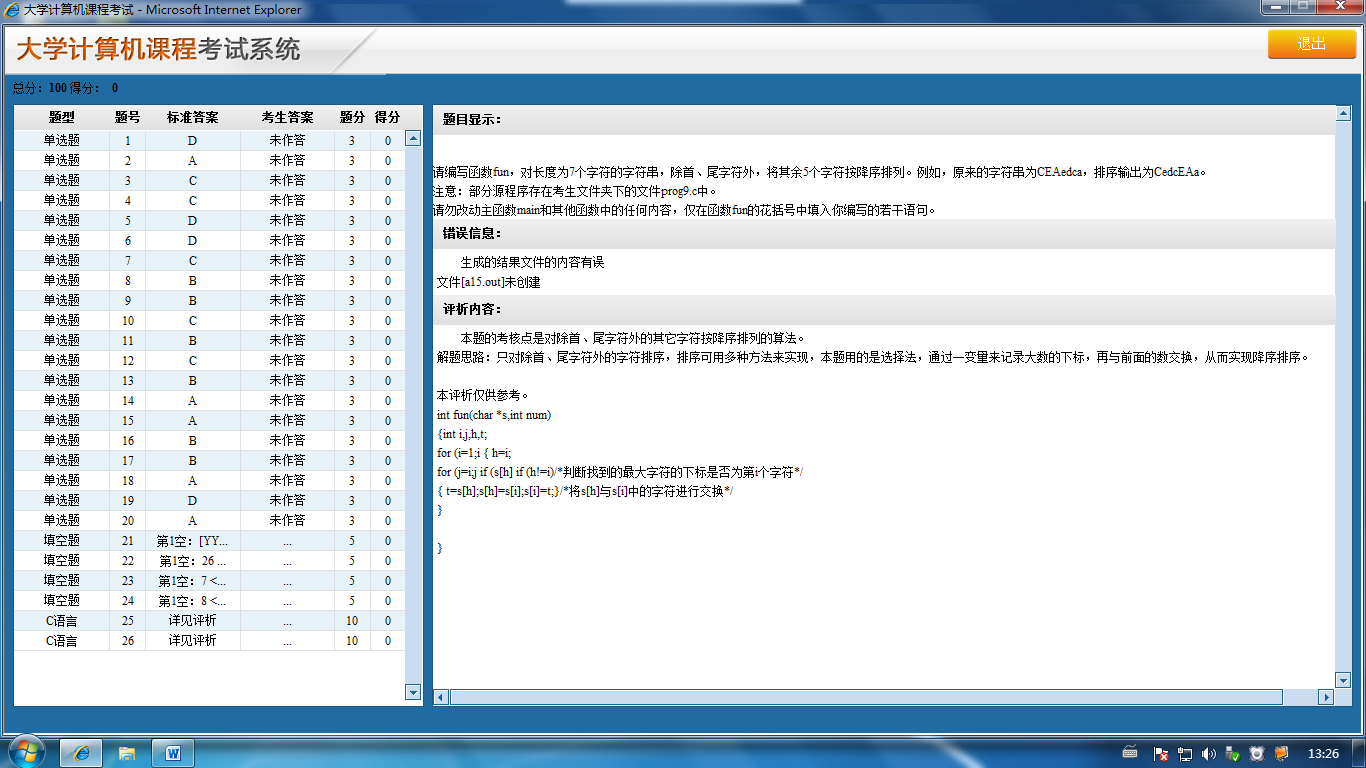 大学计算机课程考试 - Microsoft Internet Explorer
大学计算机课程考试系统
退出
总分：100 得分： 0
题型 题号 标准答案 考生答案 题分 得分
单选题 1 D 未作答 3 0
单选题 2 A 未作答 3 0
单选题 3 C 未作答 3 0
单选题 4 C 未作答 3 0
单选题 5 D 未作答 3 0
单选题 6 D 未作答 3 0
单选题 7 C 未作答 3 0
单选题 8 B 未作答 3 0
单选题 9 B 未作答 3 0
单选题 10 C 未作答 3 0
单选题 11 B 未作答 3 0
单选题 12 C 未作答 3 0
单选题 13 B 未作答 3 0
单选题 14 A 未作答 3 0
单选题 15 A 未作答 3 0
单选题 16 B 未作答 3 0
单选题 17 B 未作答 3 0
单选题 18 A 未作答 3 0
单选题 19 D 未作答 3 0
单选题 20 A 未作答 3 0
填空题 21 第1空：[YY... ... 5 0
填空题 22 第1空：26 ... ... 5 0
填空题 23 第1空：7 <... ... 5 0
填空题 24 第1空：8 <... ... 5 0
C语言 25 详见评析 ... 10 0
C语言 26 详见评析 ... 10 0
题目显示：
请编写函数fun，对长度为7个字符的字符串，除首、尾字符外，将其余5个字符按降序排列。例如，原来的字符串为CEAedca，排序输出为CedcEAa。
注意：部分源程序存在考生文件夹下的文件prog9.c中。
请勿改动主函数main和其他函数中的任何内容，仅在函数fun的花括号中填入你编写的若干语句。
错误信息：
生成的结果文件的内容有误
文件[a15.out]未创建
评析内容：
本题的考核点是对除首、尾字符外的其它字符按降序排列的算法。
解题思路：只对除首、尾字符外的字符排序，排序可用多种方法来实现，本题用的是选择法，通过一变量来记录大数的下标，再与前面的数交换，从而实现降序排序。
本评析仅供参考。
int fun(char *s,int num)
{int i,j,h,t;
for (i=1;i { h=i;
for (j=i;j if (s[h] if (h!=i)/*判断找到的最大字符的下标是否为第i个字符*/
{ t=s[h];s[h]=s[i];s[i]=t;}/*将s[h]与s[i]中的字符进行交换*/
}
}
13:26